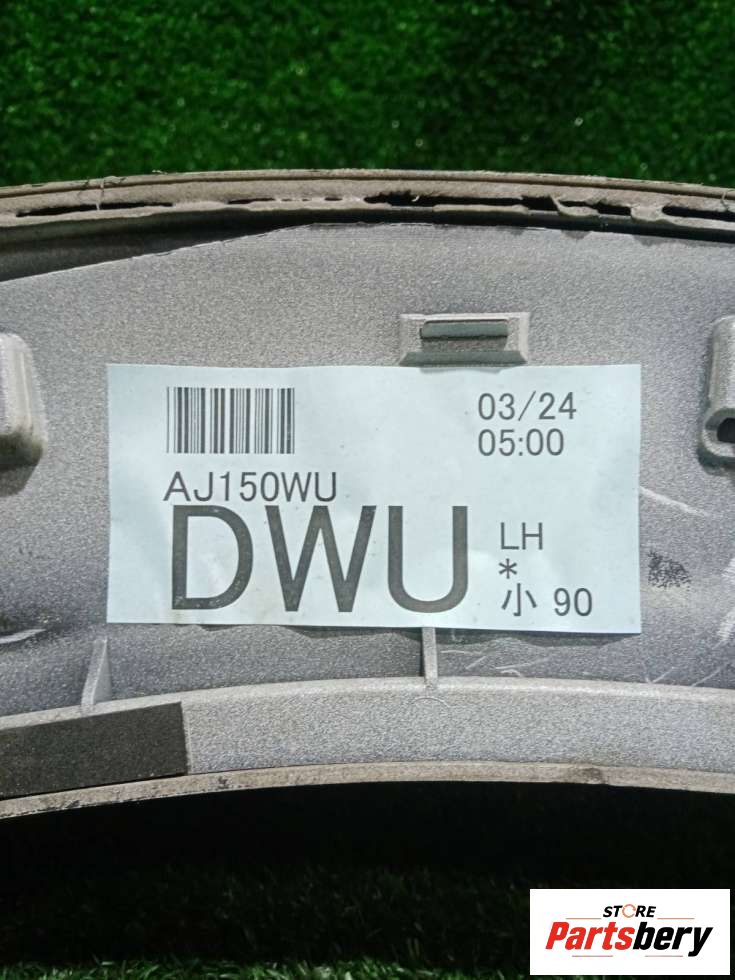 03/24
05:00
AJ150WU
DWU
LH
*
小 90
STORE
Partsbery